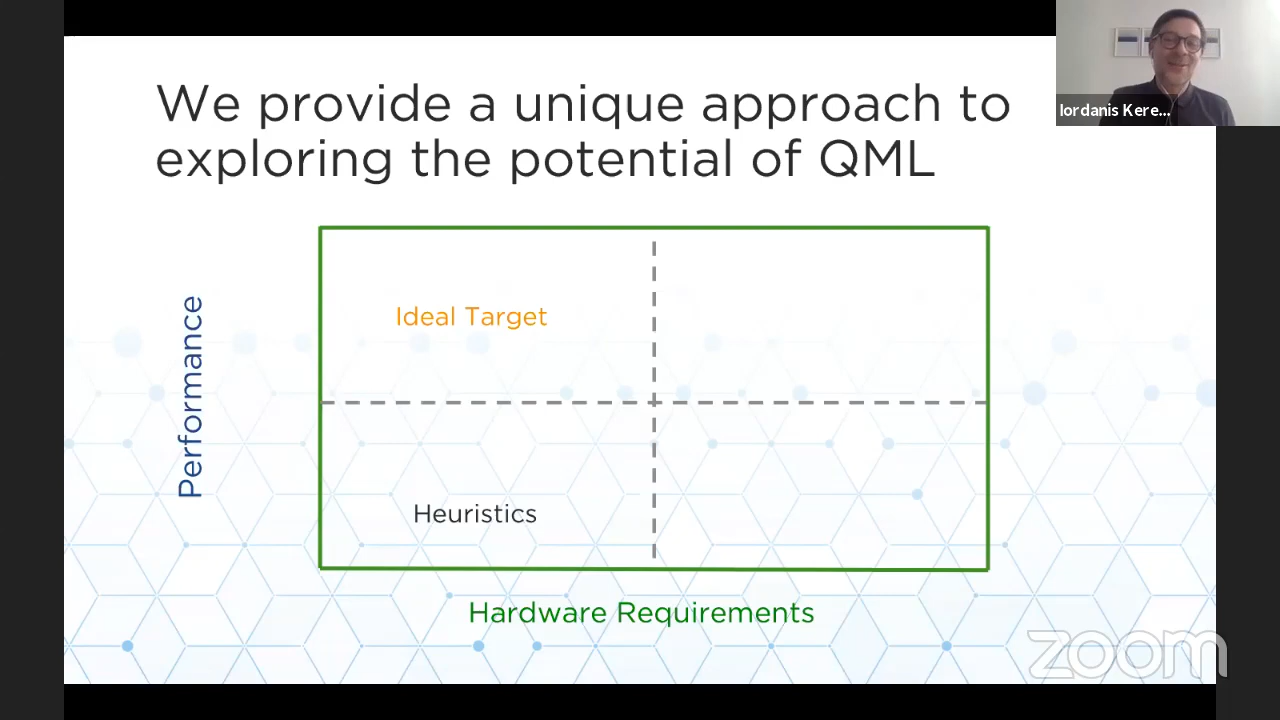 We provide a unique approach to
exploring the potential of QML
Iordanis Kere...
Ideal Target
Performance
Heuristics
Hardware Requirements
zoom